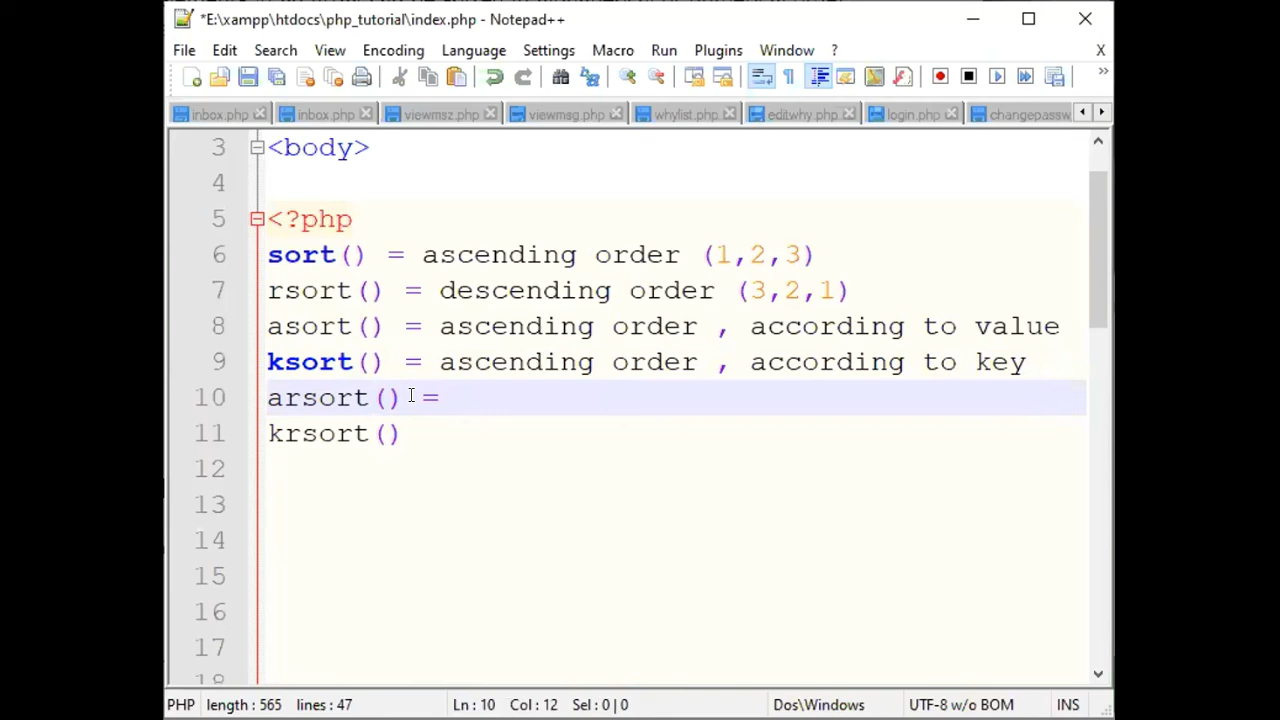 *E:\xampp\htdocs\php_tutorial\index.php - Notepad++
File Edit Search View Encoding Language Settings Macro Run Plugins Window ? X
inbox.php inbox.php viewmsz.php viewmsg.php whylist.php editwhy.php login.php changepassw
3 <body>
4
5 <?php
6 sort() = ascending order (1,2,3)
7 rsort() = descending order (3,2,1)
8 asort() = ascending order , according to value
9 ksort() = ascending order , according to key
10 arsort() =
11 krsort()
12
13
14
15
16
17
18
PHP length : 565 lines : 47 Ln : 10 Col : 12 Sel : 0 | 0 Dos\Windows UTF-8 w/o BOM INS